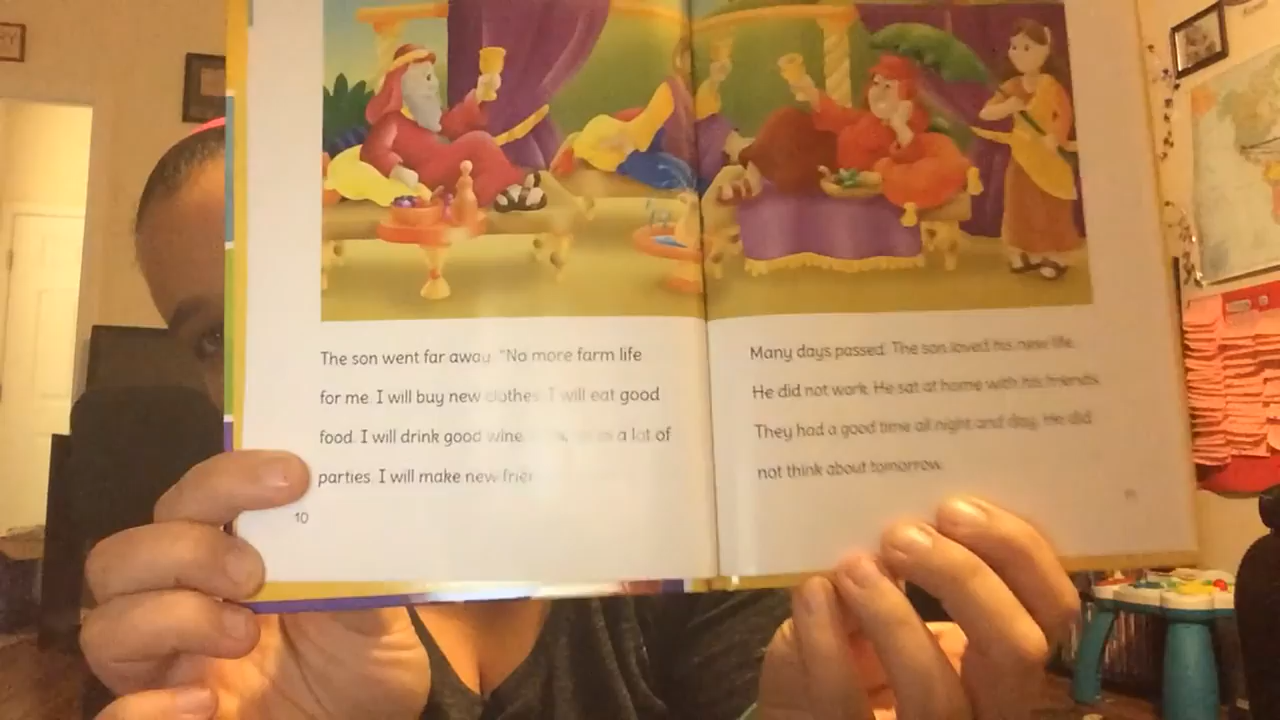 The son went far away. "No more farm life
for me. I will buy new clothes. I will eat good
food. I will drink good wine. a lot of
parties. I will make new
10
Many days passed. The son loved his new life.
He did not work. He sat at home with his friends.
They had a good time all night and day. He did
not think about tomorrow.